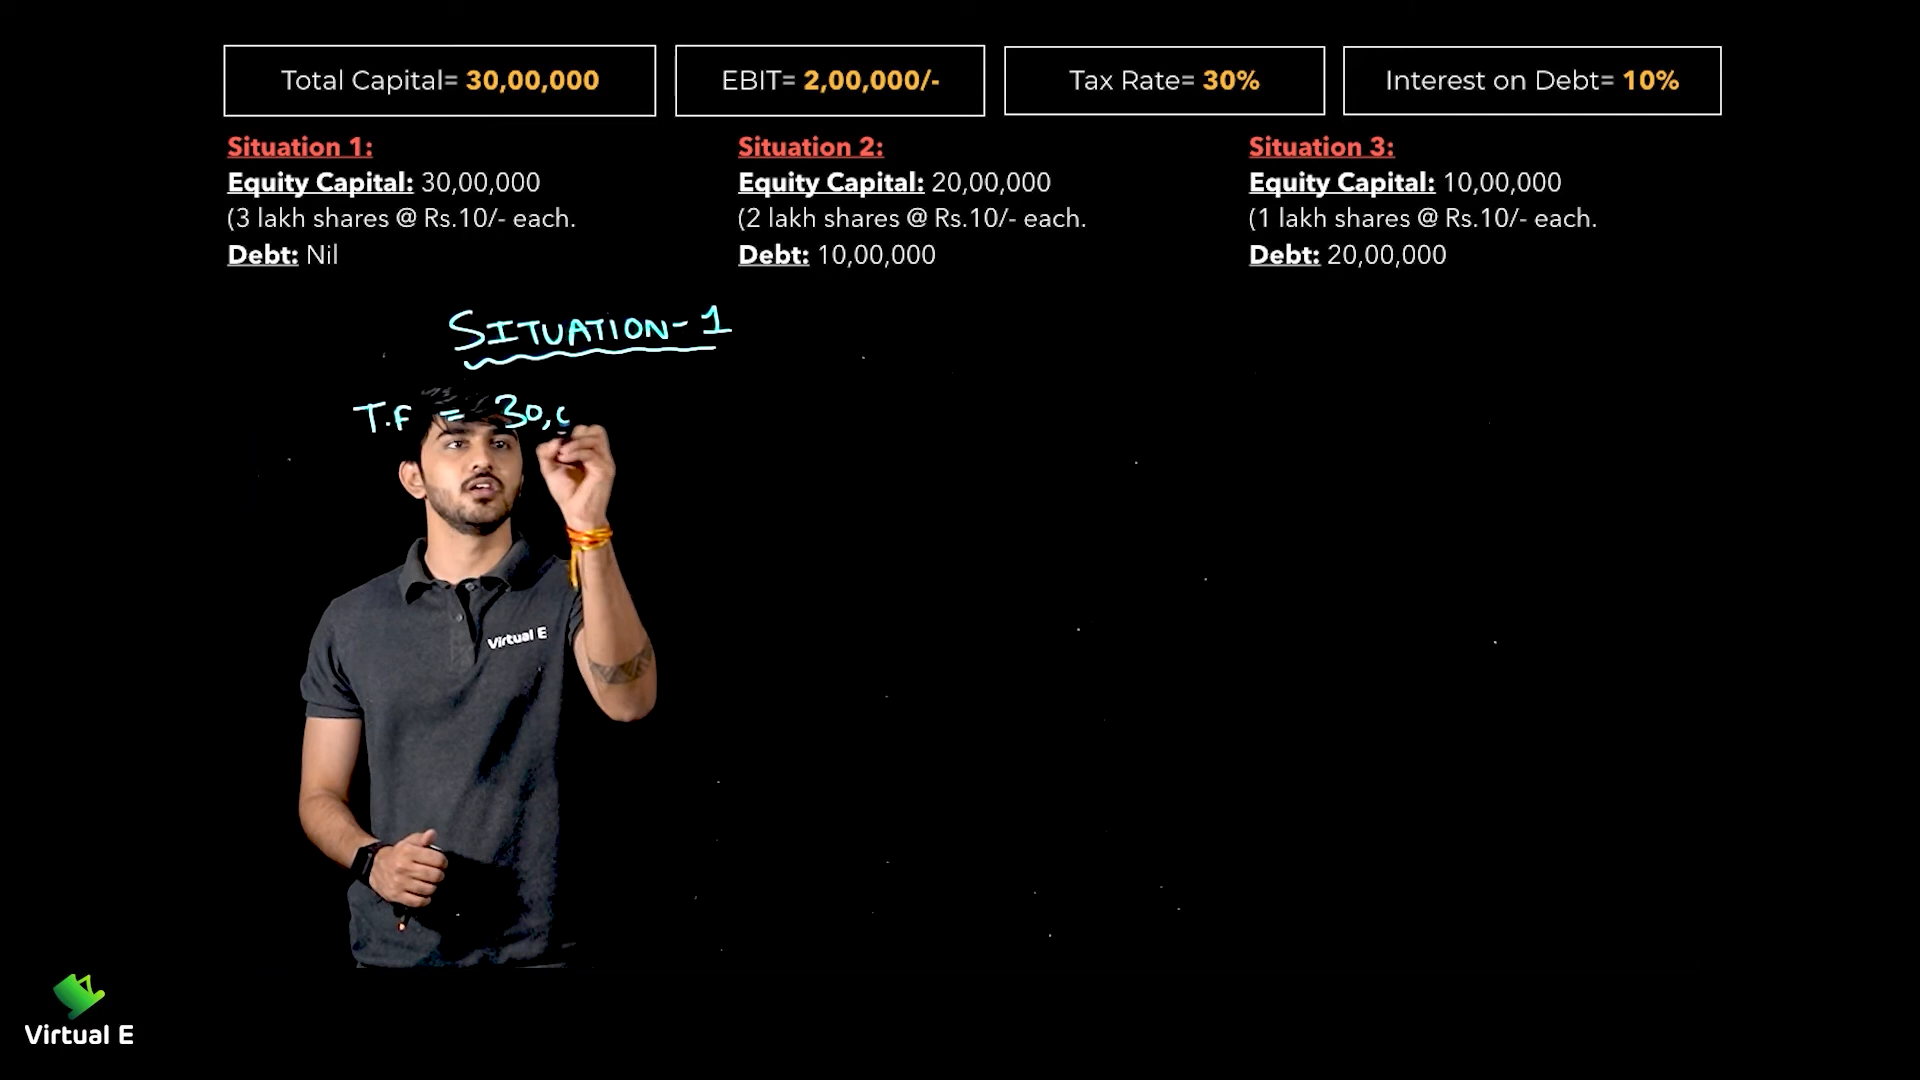 Total Capital= 30,00,000
EBIT= 2,00,000/-
Tax Rate= 30%
Interest on Debt= 10%
Situation 1:
Equity Capital: 30,00,000
(3 lakh shares @ Rs.10/- each.
Debt: Nil
Situation 2:
Equity Capital: 20,00,000
(2 lakh shares @ Rs.10/- each.
Debt: 10,00,000
Situation 3:
Equity Capital: 10,00,000
(1 lakh shares @ Rs.10/- each.
Debt: 20,00,000
SITUATION-1
T.F = 30,0
Virtual E
Virtual E